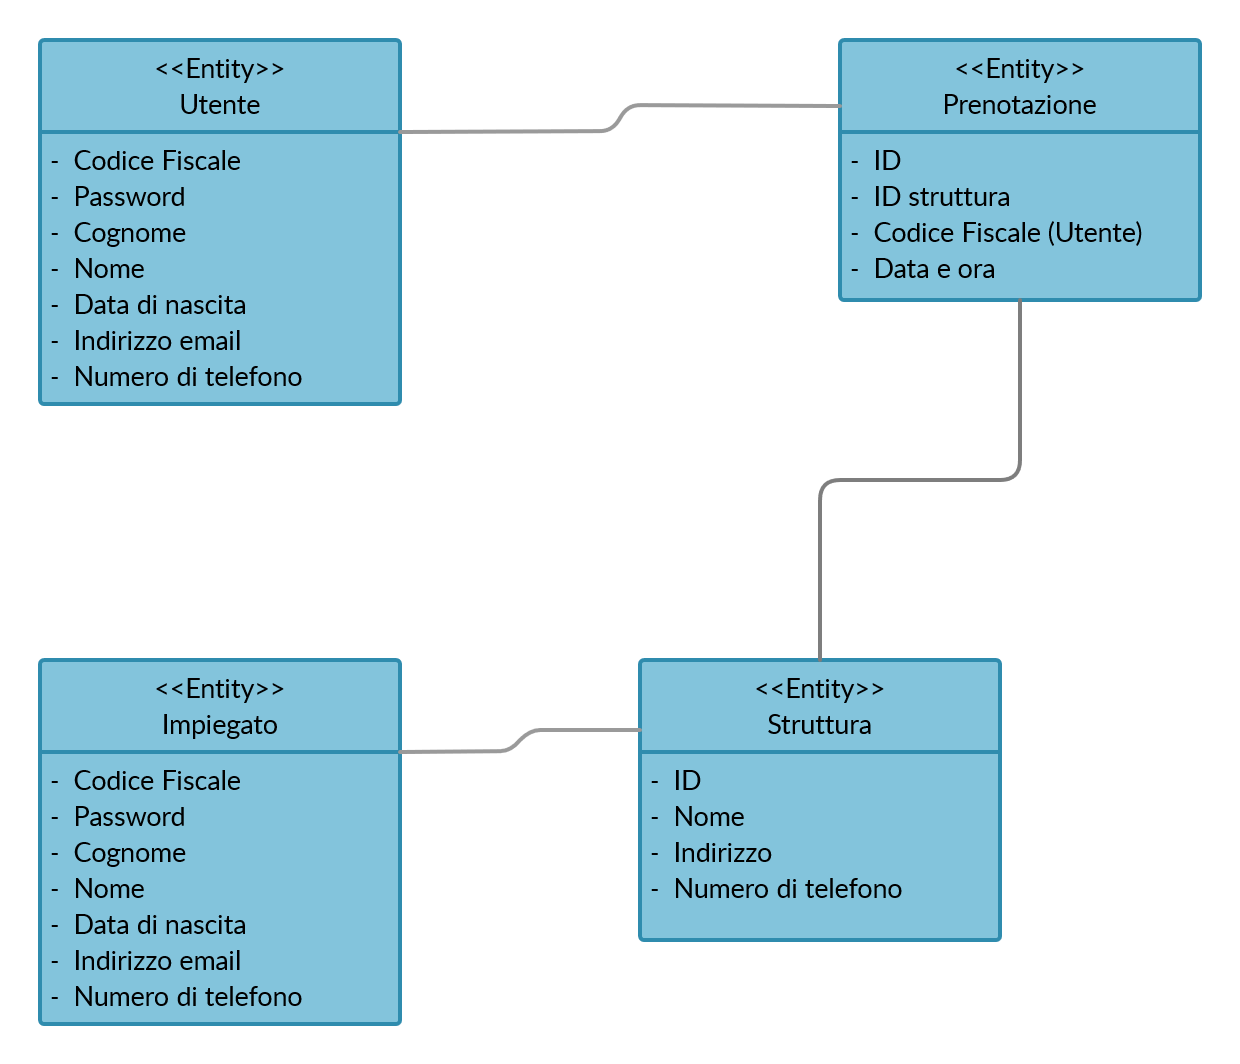 <<Entity>>
Utente
- Codice Fiscale
- Password
- Cognome
- Nome
- Data di nascita
- Indirizzo email
- Numero di telefono
<<Entity>>
Prenotazione
- ID
- ID struttura
- Codice Fiscale (Utente)
- Data e ora
<<Entity>>
Impiegato
- Codice Fiscale
- Password
- Cognome
- Nome
- Data di nascita
- Indirizzo email
- Numero di telefono
<<Entity>>
Struttura
- ID
- Nome
- Indirizzo
- Numero di telefono